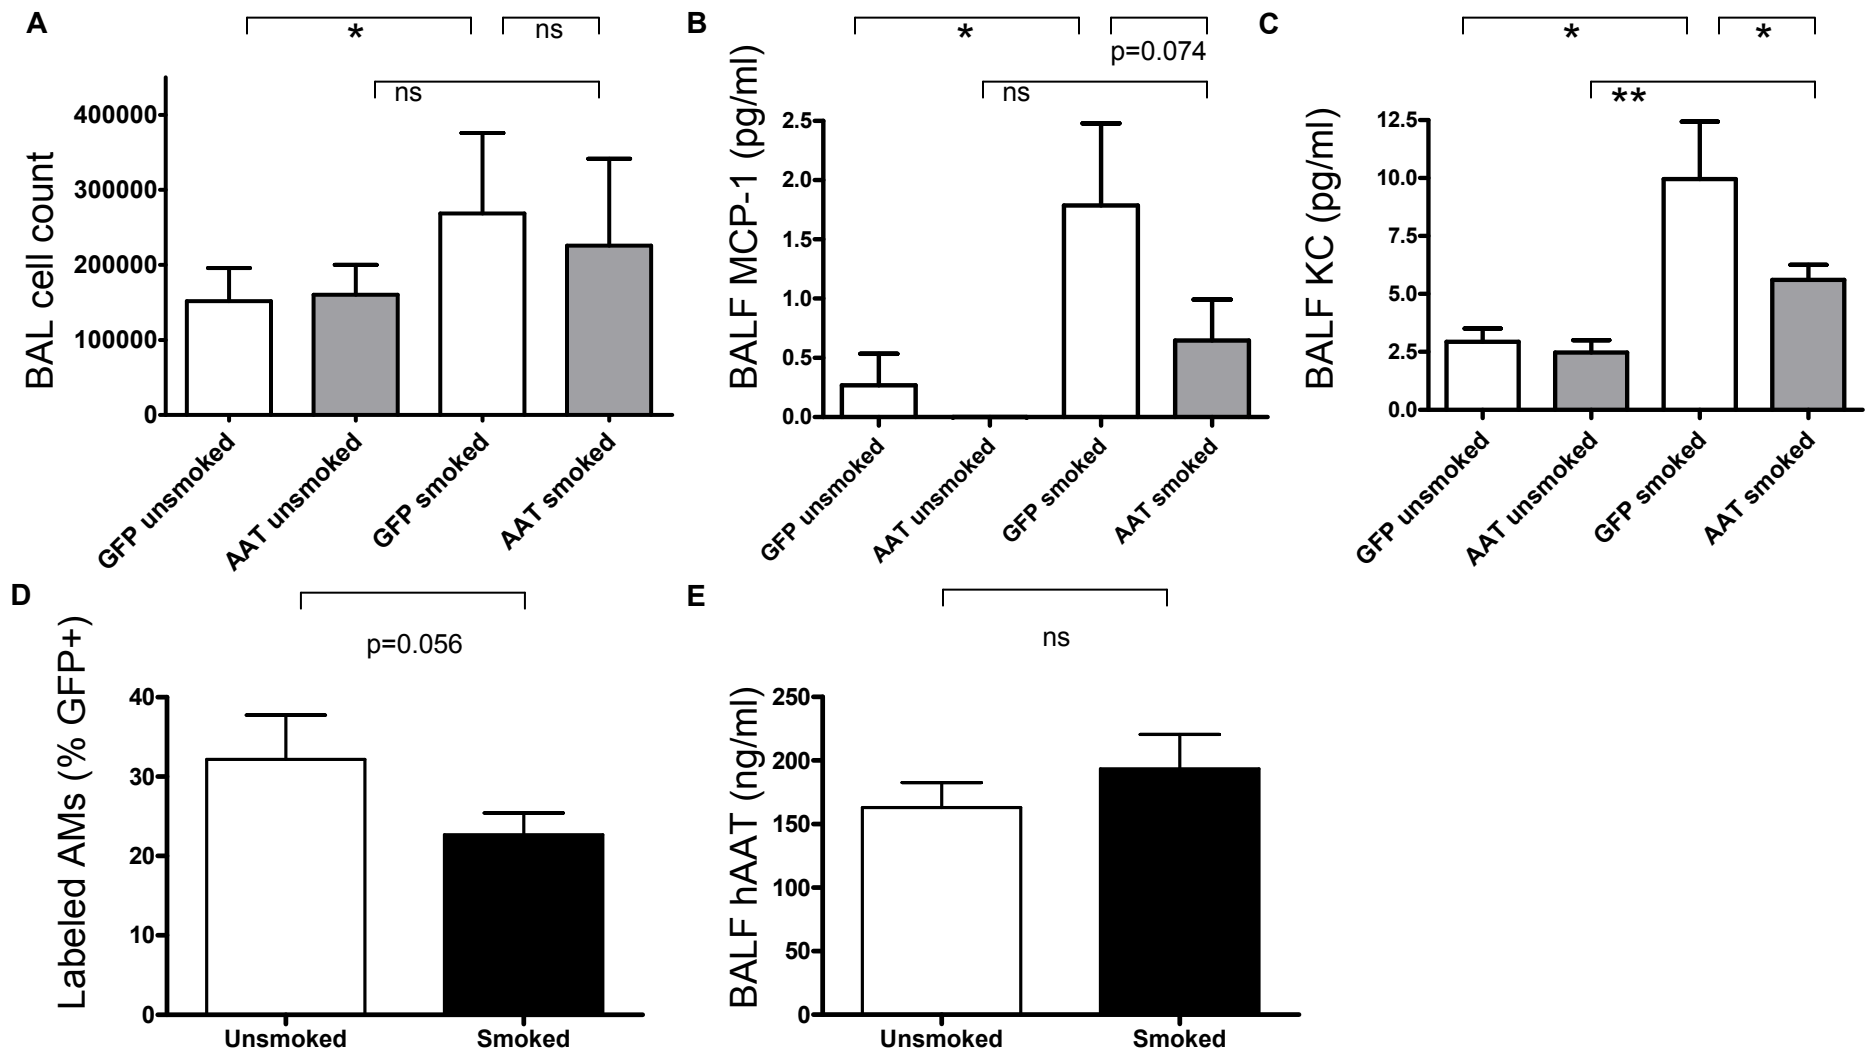 A
*
ns
ns
BAL cell count
400000
300000
200000
100000
0
GFP unsmoked
AAT unsmoked
GFP smoked
AAT smoked
B
*
p=0.074
ns
BALF MCP-1 (pg/ml)
2.5
2.0
1.5
1.0
0.5
0.0
GFP unsmoked
AAT unsmoked
GFP smoked
AAT smoked
C
*
*
**
BALF KC (pg/ml)
12.5
10.0
7.5
5.0
2.5
0.0
GFP unsmoked
AAT unsmoked
GFP smoked
AAT smoked
D
p=0.056
Labeled AMs (% GFP+)
40
30
20
10
0
Unsmoked
Smoked
E
ns
BALF hAAT (ng/ml)
250
200
150
100
50
0
Unsmoked
Smoked